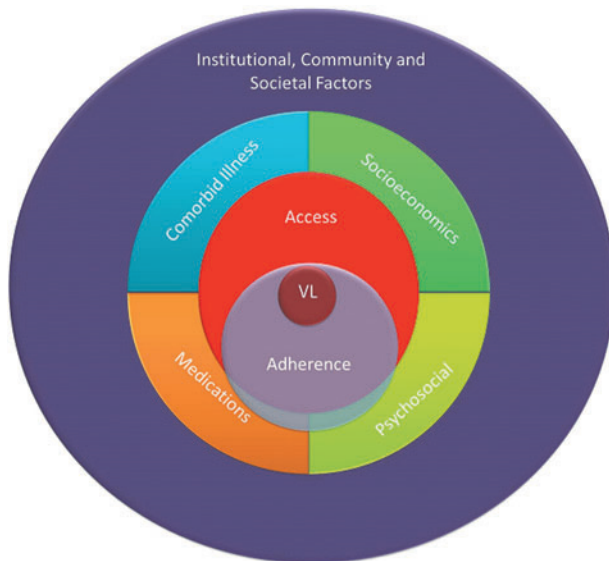 Institutional, Community and
Societal Factors
Comorbid Illness
Socioeconomics
Access
VL
Adherence
Medications
Psychosocial